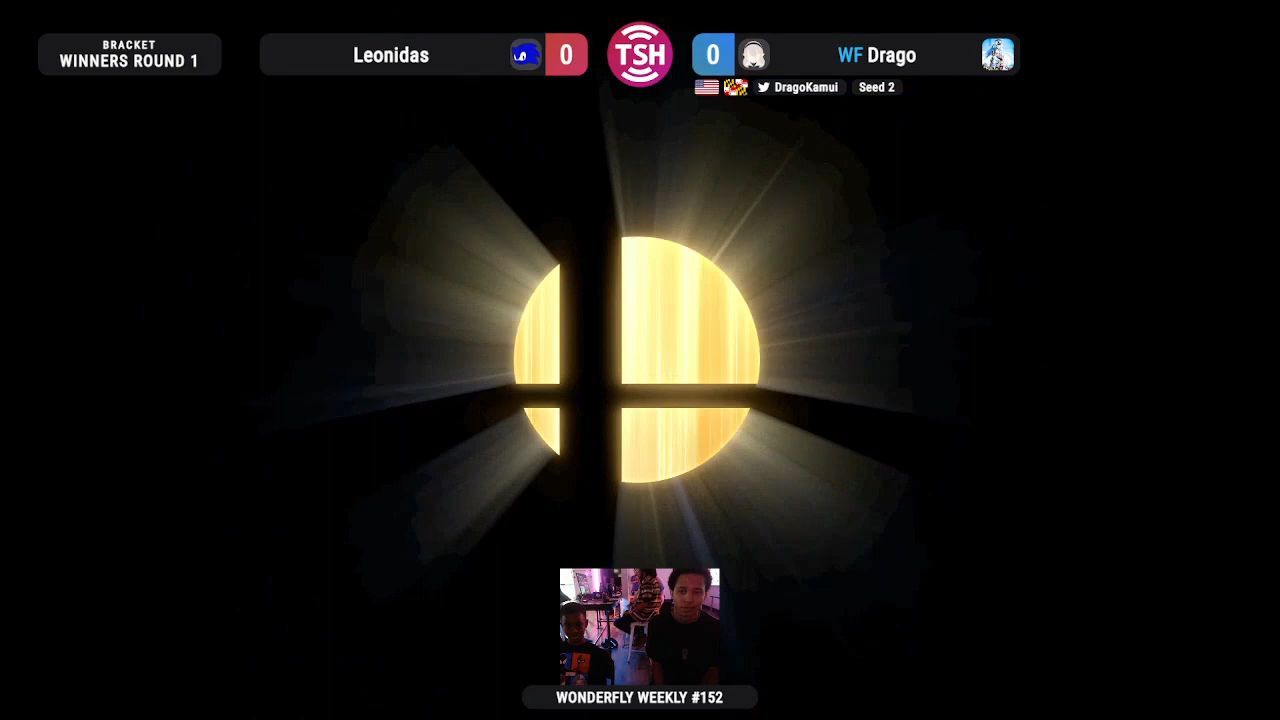 BRACKET
WINNERS ROUND 1
Leonidas
0
TSH
0
WF Drago
DragoKamui
Seed 2
WONDERFLY WEEKLY #152